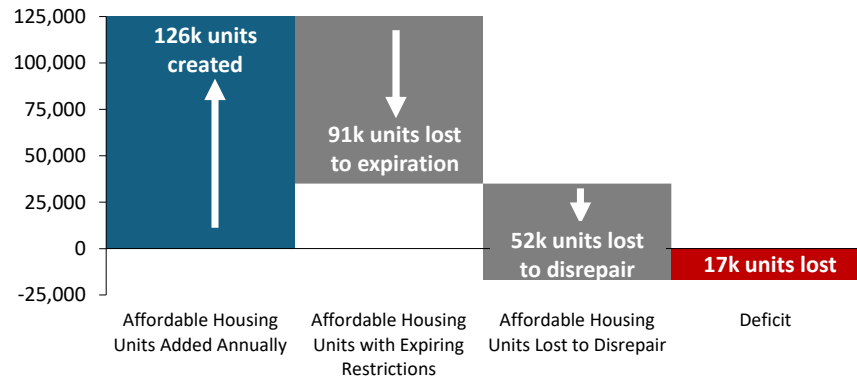 125,000
100,000
75,000
50,000
25,000
0
-25,000
126k units
created
91k units lost
to expiration
52k units lost
to disrepair
17k units lost
Affordable Housing
Units Added Annually
Affordable Housing
Units with Expiring
Restrictions
Affordable Housing
Units Lost to Disrepair
Deficit